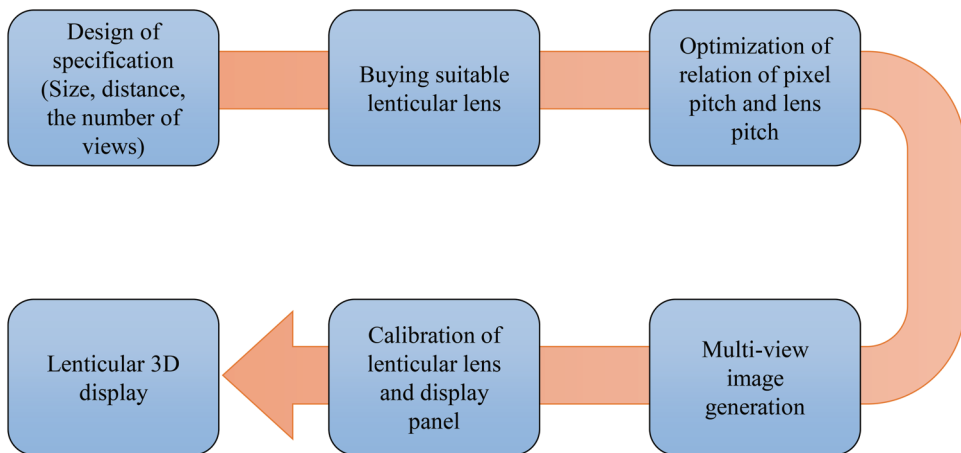 Design of
specification
(Size, distance,
the number of
views)
Buying suitable
lenticular lens
Optimization of
relation of pixel
pitch and lens
pitch
Multi-view
image
generation
Calibration of
lenticular lens
and display
panel
Lenticular 3D
display